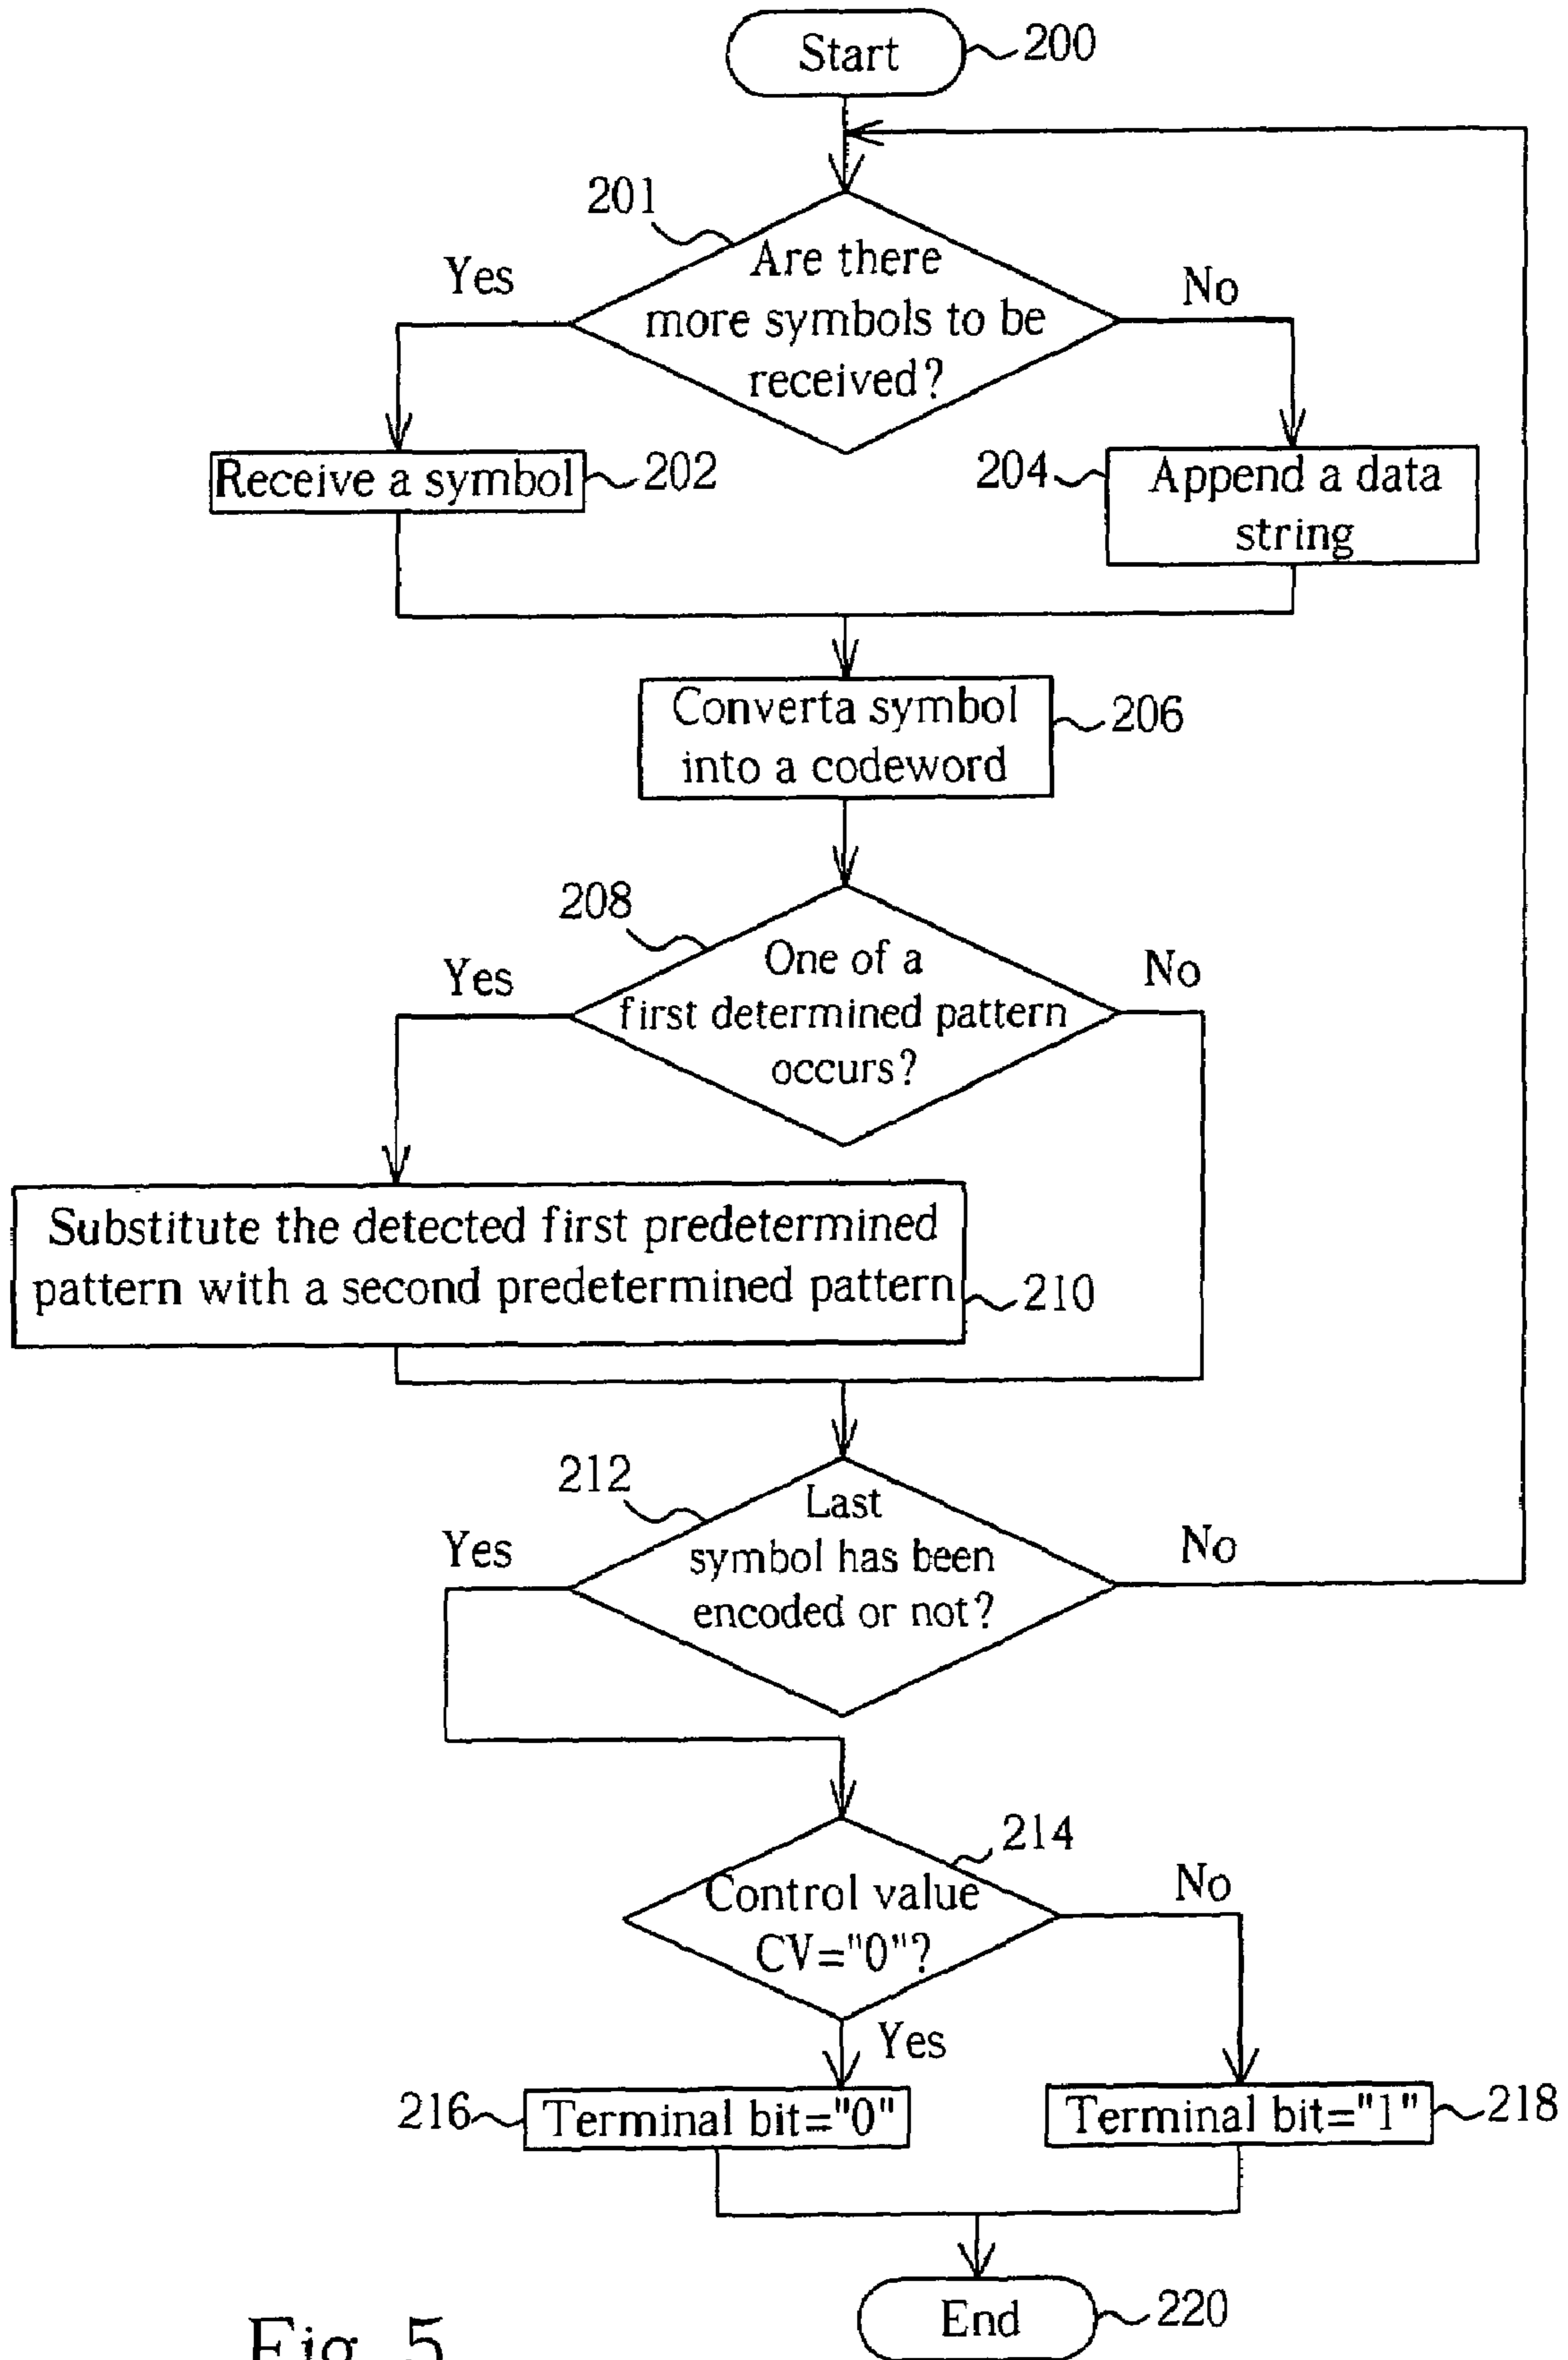 Start
200
201
Are there
more symbols to be
received?
Yes
No
Receive a symbol
202
204
Append a data
string
Converta symbol
into a codeword
206
208
One of a
first determined pattern
occurs?
Yes
No
Substitute the detected first predetermined
pattern with a second predetermined pattern
210
212
Last
symbol has been
encoded or not?
Yes
No
214
Control value
CV="0"?
No
Yes
216
Terminal bit="0"
Terminal bit="1"
218
End
220
Fig. 5